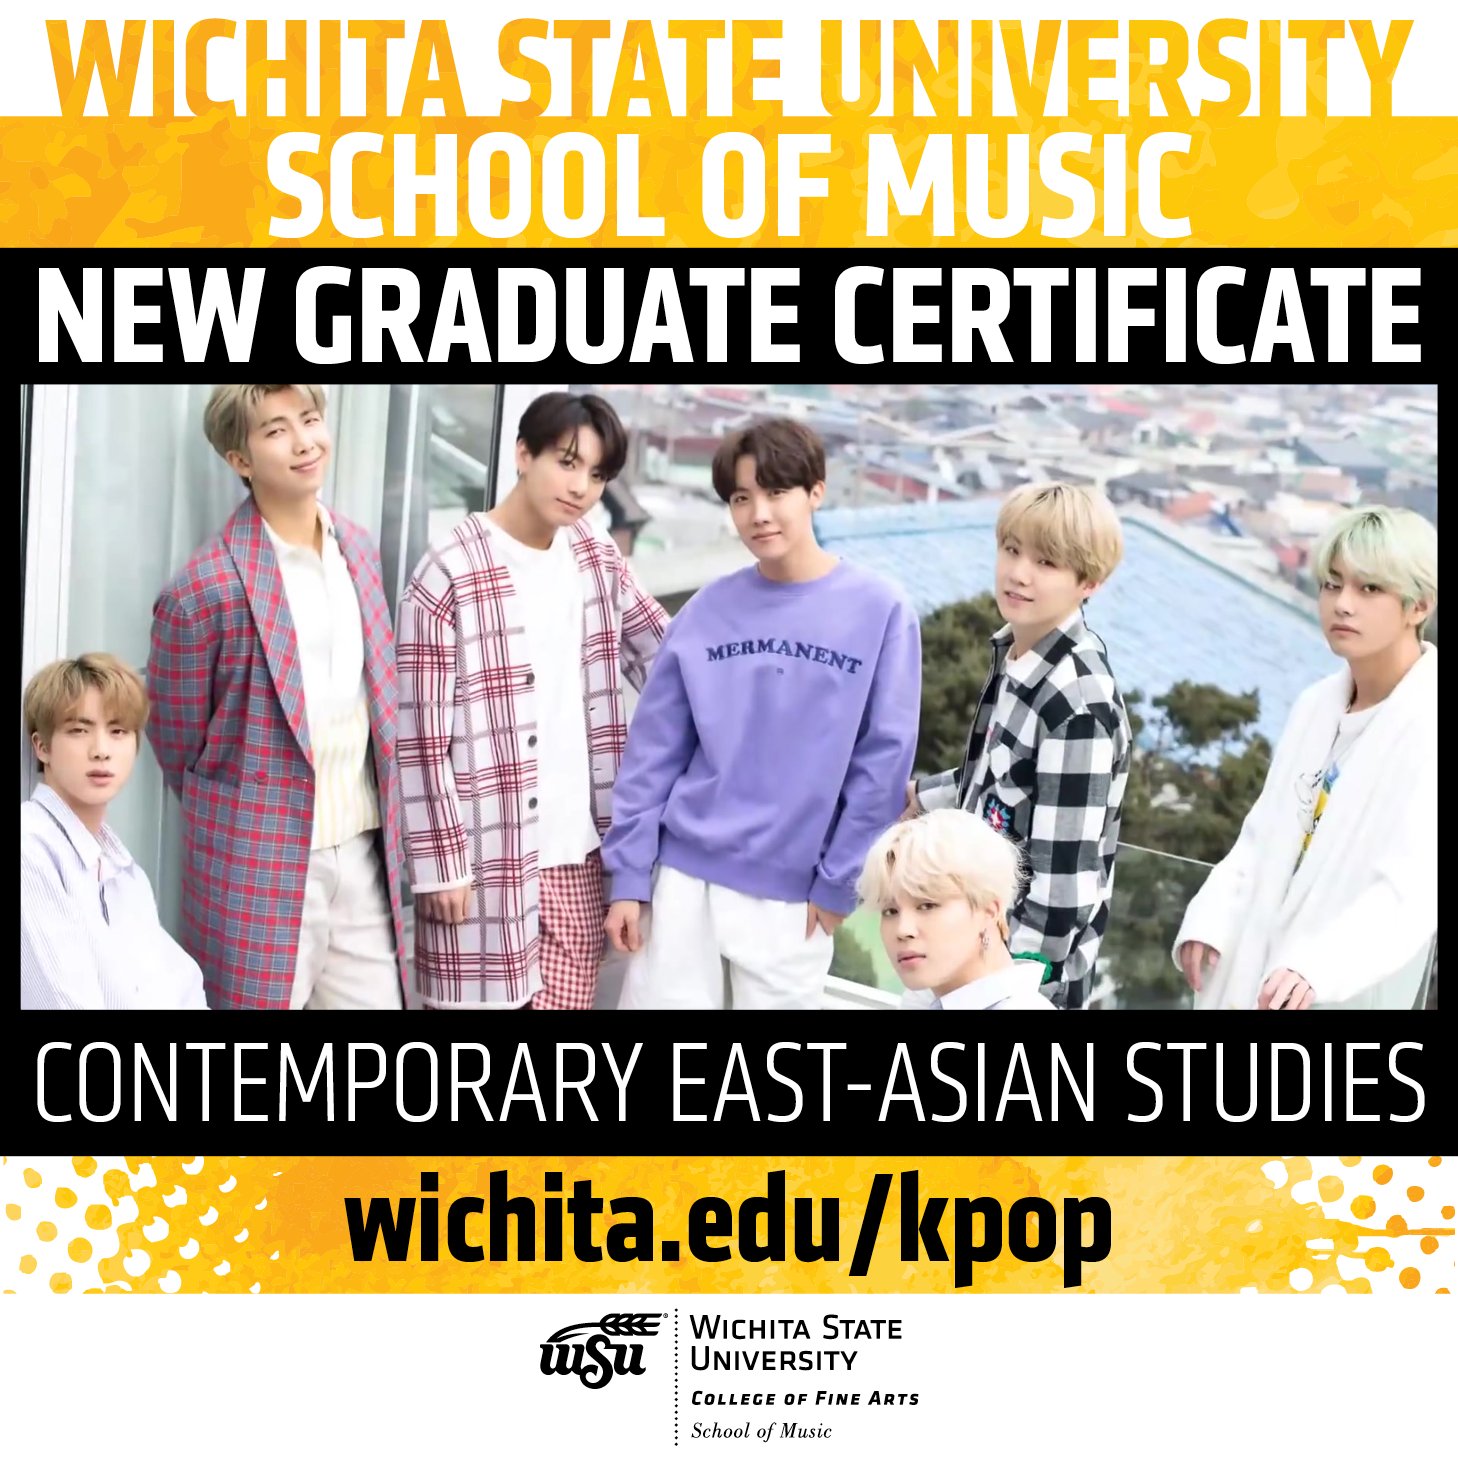 WICHITA STATE UNIVERSITY
SCHOOL OF MUSIC
NEW GRADUATE CERTIFICATE
MERMANENT
CONTEMPORARY EAST-ASIAN STUDIES
wichita.edu/kpop
wsu®
WICHITA STATE
UNIVERSITY
COLLEGE OF FINE ARTS
School of Music